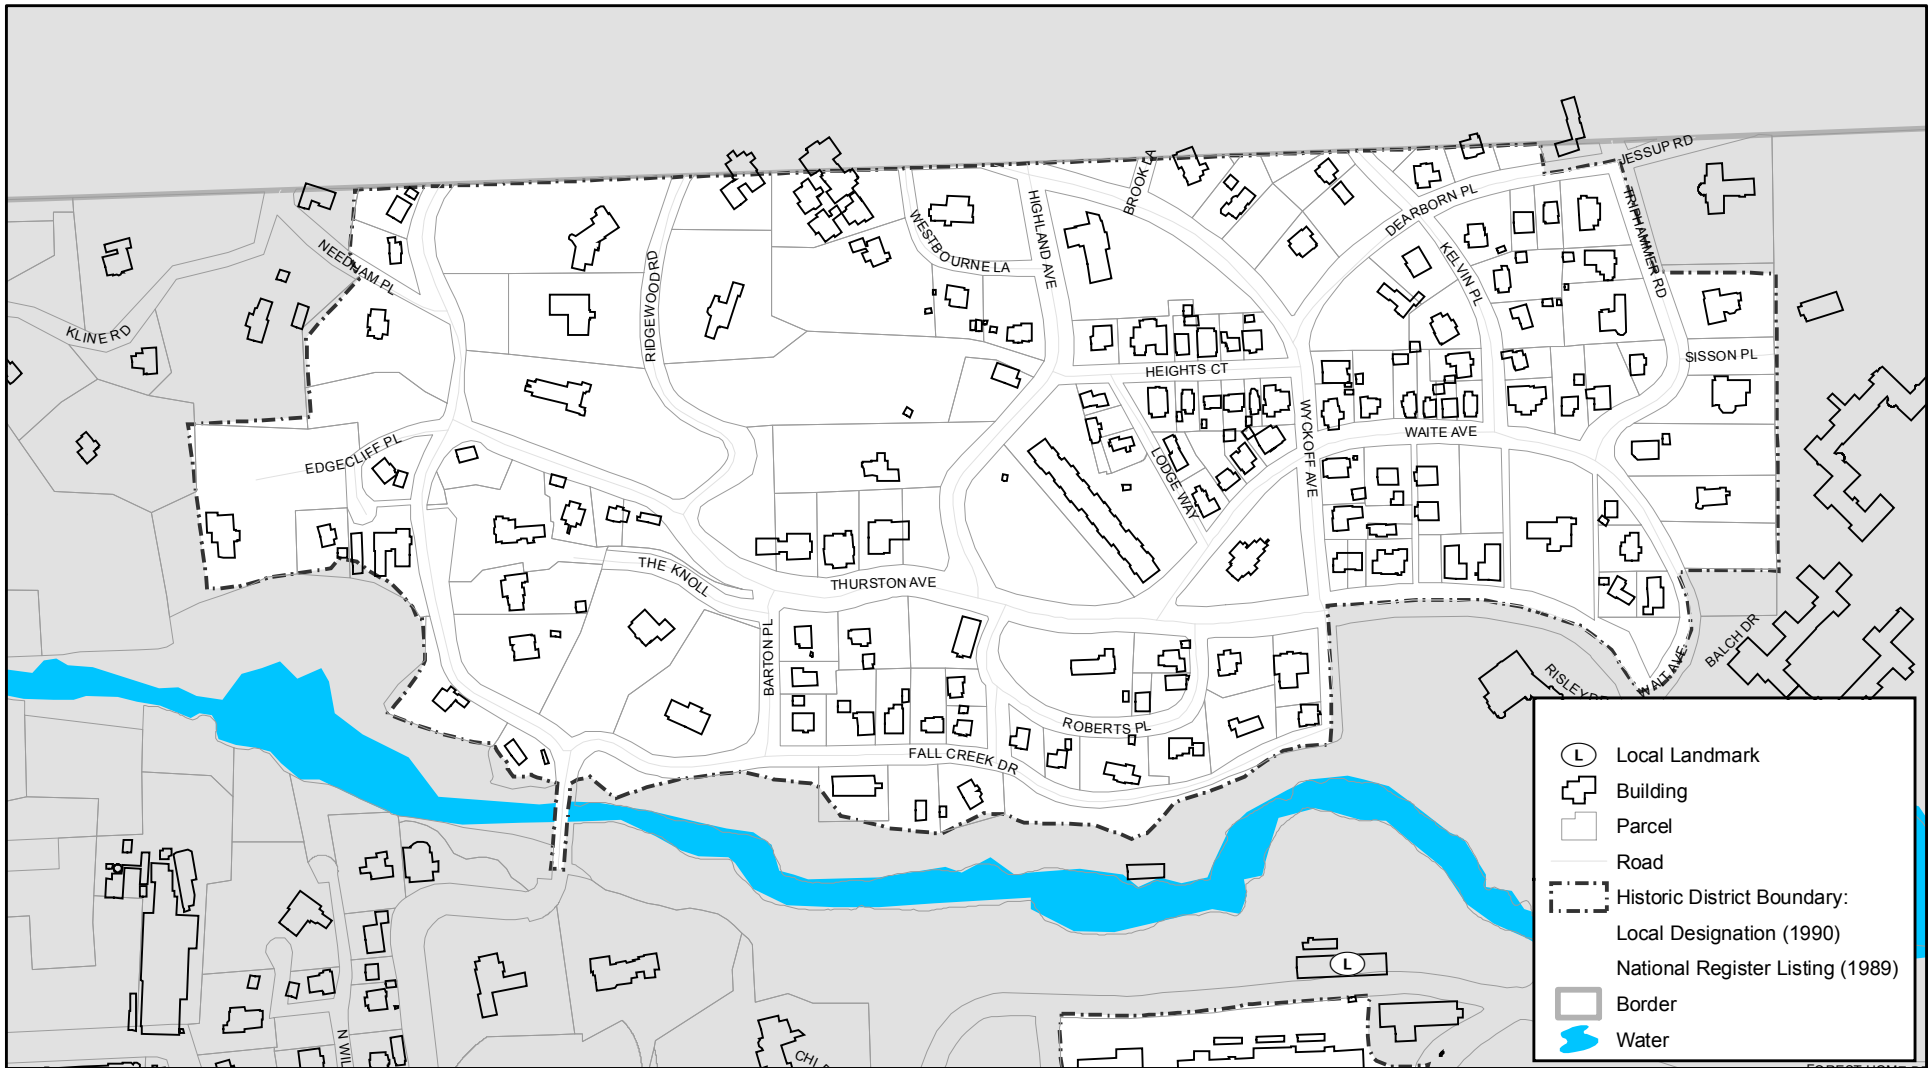 JESSUP RD
BROOK LA
HIGHLAND AVE
DEARBORN PL
TRIPHAMMER RD
WESTBOURNE LA
NEEDHAM PL
KELVIN PL
RIDGEWOOD RD
KLINE RD
SISSON PL
HEIGHTS CT
WYCKOFF AVE
WAITE AVE
EDGECLIFF PL
LODGE WAY
THE KNOLL
THURSTON AVE
BARTON PL
BALCH DR
WAIT AVE
ROBERTS PL
FALL CREEK DR
L
Local Landmark
Building
Parcel
Road
Historic District Boundary:
Local Designation (1990)
National Register Listing (1989)
Border
Water
L
N WIL